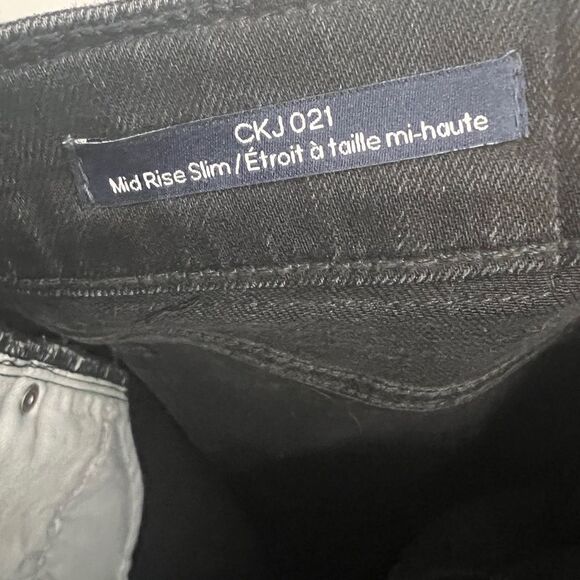 CKJ 021
Mid Rise Slim / Étroit à taille mi-haute